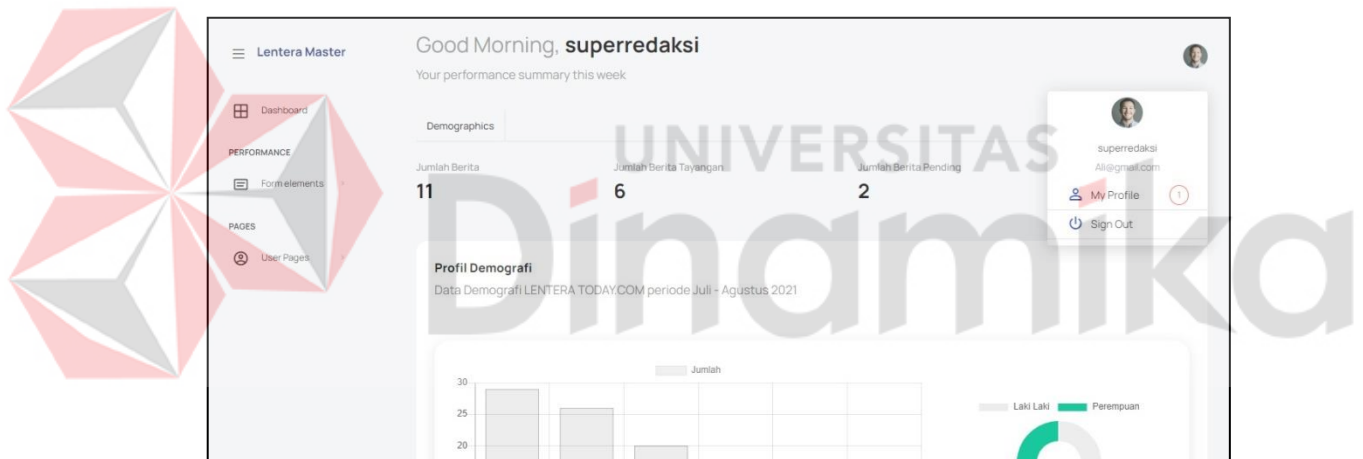 Lentera Master
Good Morning, superredaksi
Your performance summary this week
Dashboard
PERFORMANCE
Form elements
PAGES
User Pages
Demographics
Jumlah Berita
11
Jumlah Berita Tayangan
6
Jumlah Berita Pending
2
superredaksi
Ali@gmail.com
My Profile 1
Sign Out
Profil Demografi
Data Demografi LENTERA TODAY.COM periode Juli - Agustus 2021
Jumlah
30
25
20
Laki Laki Perempuan
UNIVERSITAS
Dinamika